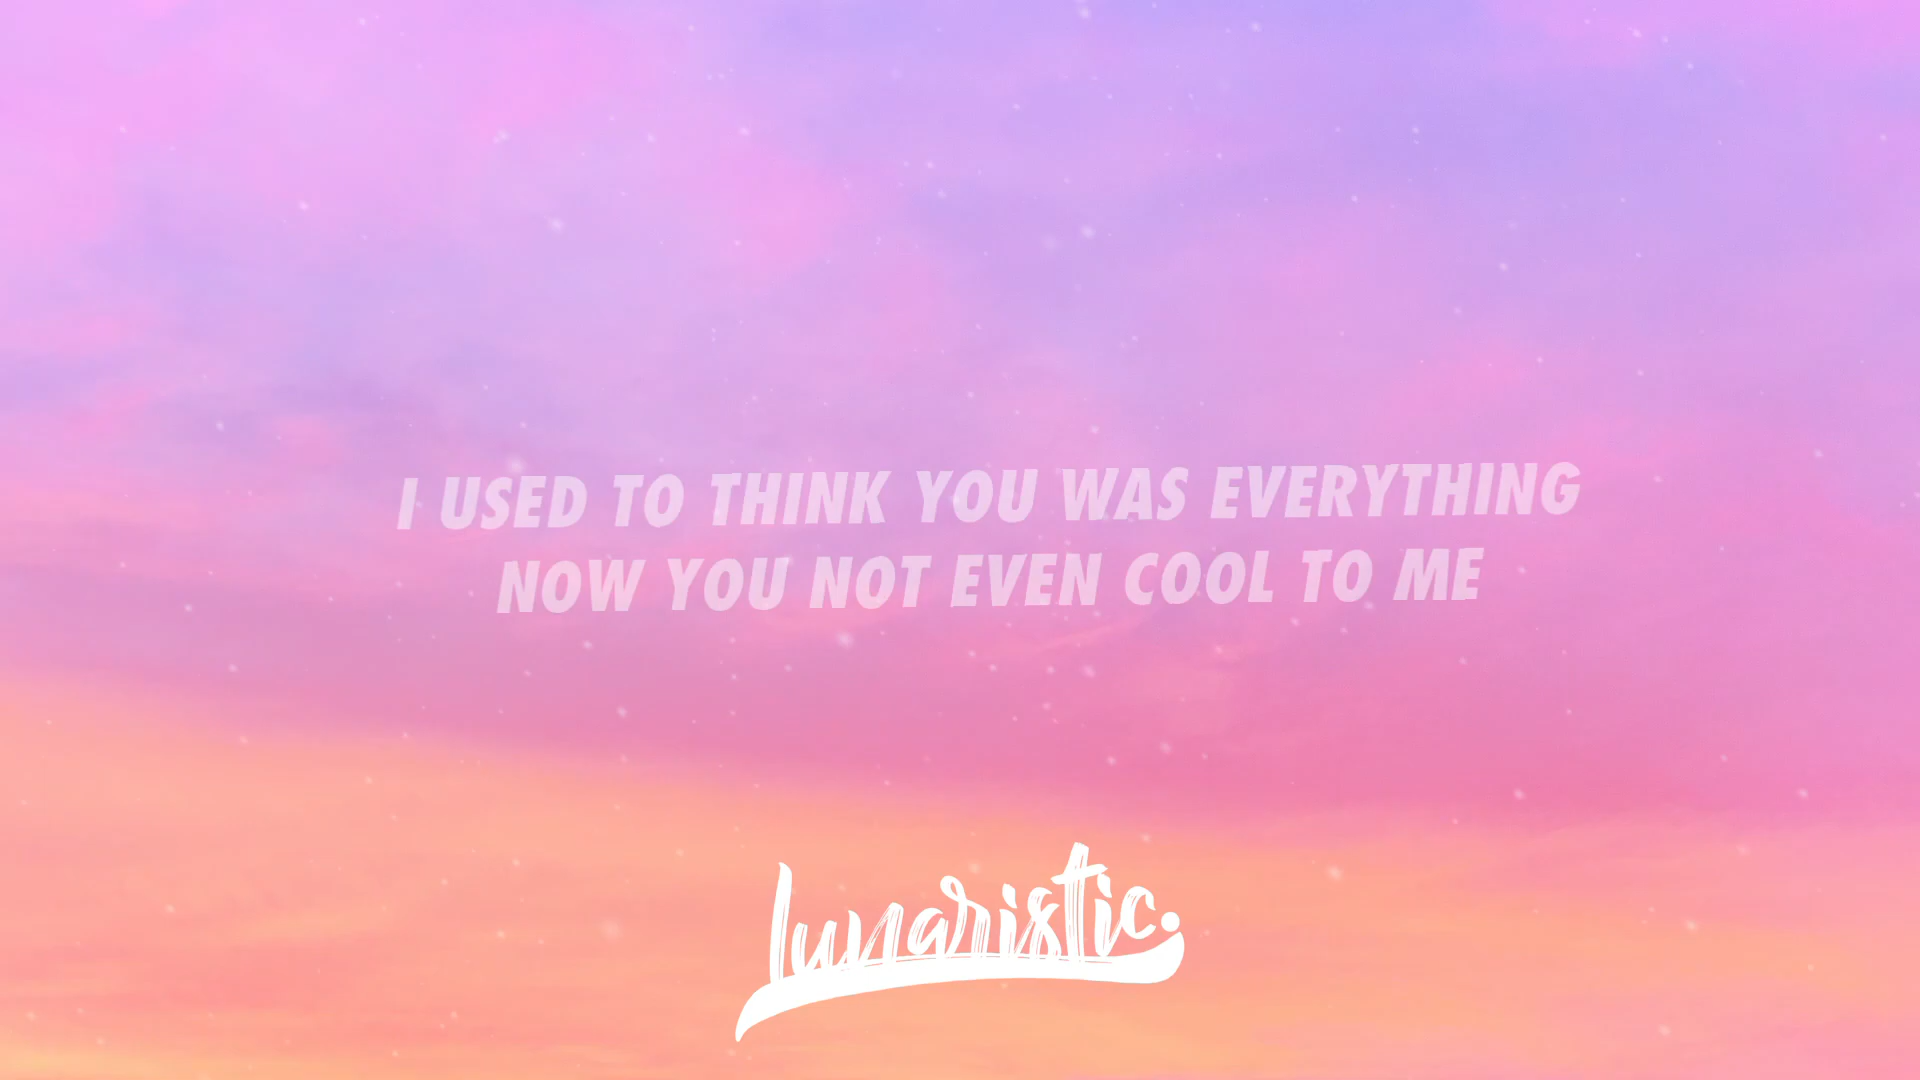 I USED TO THINK YOU WAS EVERYTHING
NOW YOU NOT EVEN COOL TO ME
lunaristic.